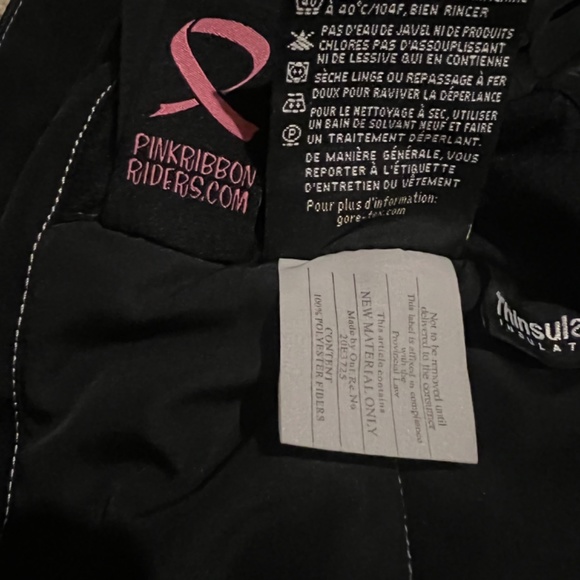 PINKRIBBON
RIDERS.COM
40
À 40°C/104F, BIEN RINCER
PAS D'EAU DE JAVEL NI DE PRODUITS
CHLORES PAS D'ASSOUPLISSANT
NI DE LESSIVE QUI EN CONTIENNE
SÈCHE LINGE OU REPASSAGE À FER
DOUX POUR RAVIVER LA DÉPERLANCE
POUR LE NETTOYAGE À SEC, UTILISER
UN BAIN DE SOLVANT NEUF ET FAIRE
P UN TRAITEMENT DÉPERLANT.
DE MANIÈRE GÉNÉRALE, VOUS
REPORTER À L'ÉTIQUETTE
D'ENTRETIEN DU VÊTEMENT
Pour plus d'information:
gore-tex.com
Not to be removed until
delivered to the consumer
This label is affixed in compliance
with the
Provincial Law
This article contains
NEW MATERIAL ONLY
Made by Ont Re.No
CONTENT
100% POLYESTER FIBERS
Thinsula
INSULAT